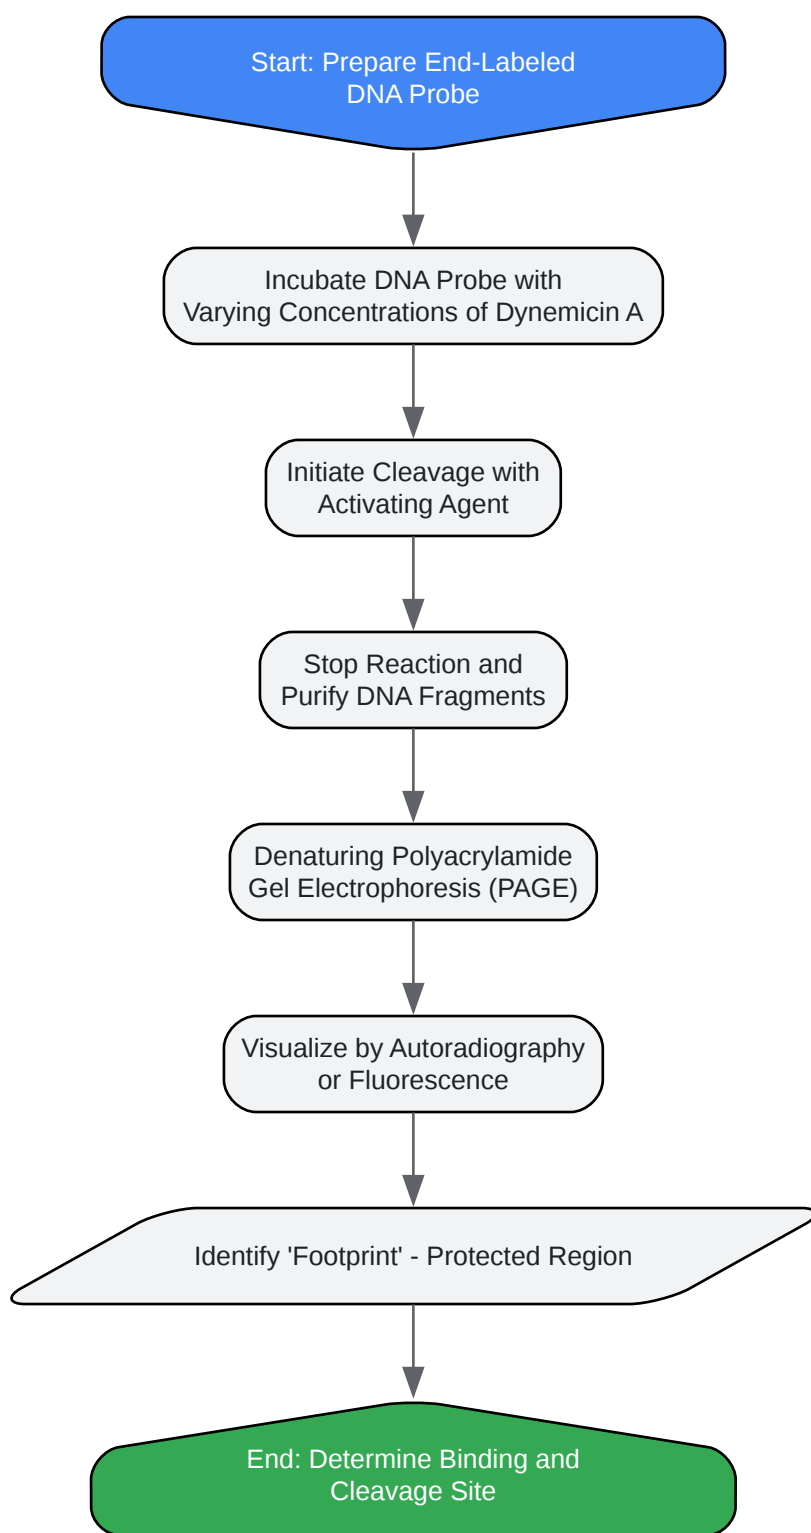 Start: Prepare End-Labeled
DNA Probe
Incubate DNA Probe with
Varying Concentrations of Dynemicin A
Initiate Cleavage with
Activating Agent
Stop Reaction and
Purify DNA Fragments
Denaturing Polyacrylamide
Gel Electrophoresis (PAGE)
Visualize by Autoradiography
or Fluorescence
Identify 'Footprint' - Protected Region
End: Determine Binding and
Cleavage Site